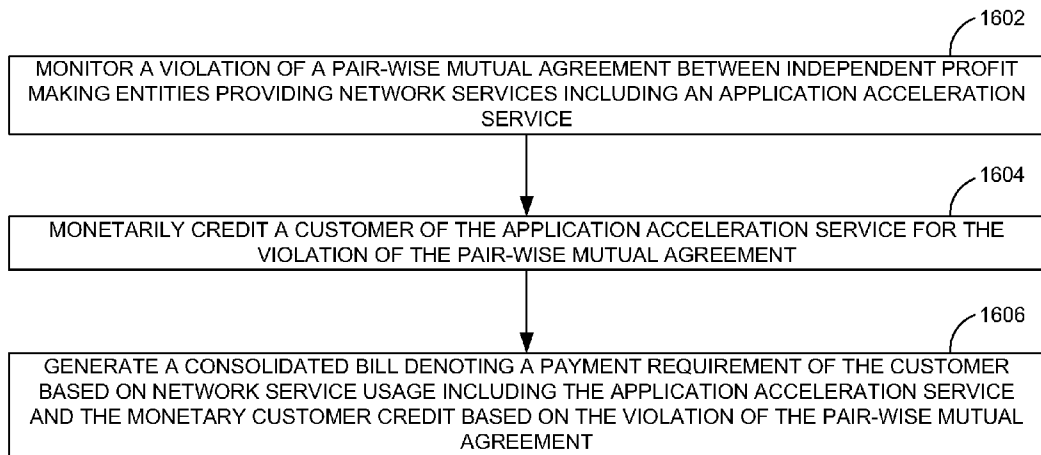 1602
MONITOR A VIOLATION OF A PAIR-WISE MUTUAL AGREEMENT BETWEEN INDEPENDENT PROFIT
MAKING ENTITIES PROVIDING NETWORK SERVICES INCLUDING AN APPLICATION ACCELERATION
SERVICE
1604
MONETARILY CREDIT A CUSTOMER OF THE APPLICATION ACCELERATION SERVICE FOR THE
VIOLATION OF THE PAIR-WISE MUTUAL AGREEMENT
1606
GENERATE A CONSOLIDATED BILL DENOTING A PAYMENT REQUIREMENT OF THE CUSTOMER
BASED ON NETWORK SERVICE USAGE INCLUDING THE APPLICATION ACCELERATION SERVICE
AND THE MONETARY CUSTOMER CREDIT BASED ON THE VIOLATION OF THE PAIR-WISE MUTUAL
AGREEMENT